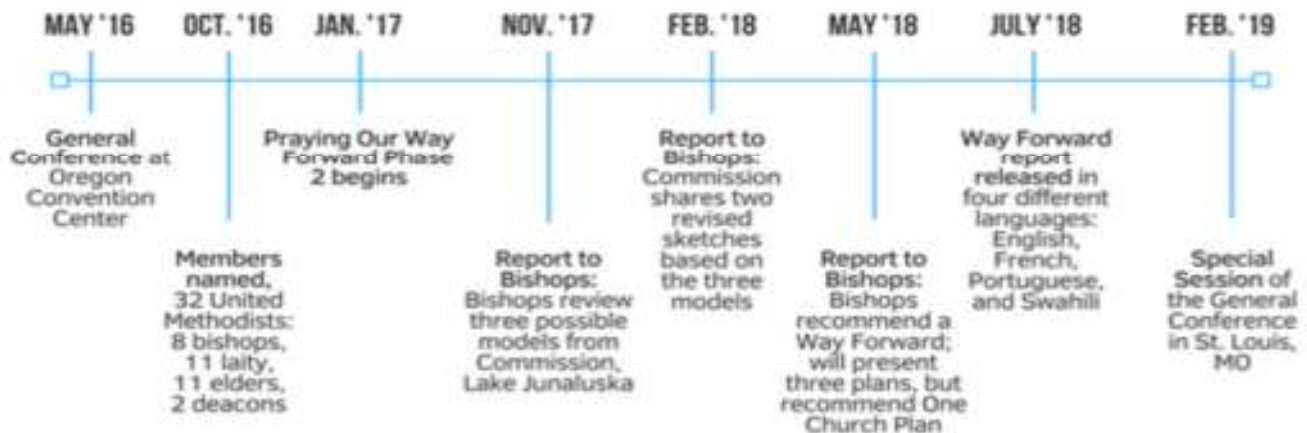 MAY '16
OCT. '16
JAN. '17
NOV. '17
FEB. '18
MAY '18
JULY '18
FEB. '19
General
Conference at
Oregon
Convention
Center
Members
named,
32 United
Methodists:
8 bishops,
11 laity,
11 elders,
2 deacons
Praying Our Way
Forward Phase
2 begins
Report to
Bishops:
Bishops review
three possible
models from
Commission,
Lake Junaluska
Report to
Bishops:
Commission
shares two
revised
sketches
based on
the three
models
Report to
Bishops:
Bishops
recommend a
Way Forward;
will present
three plans, but
recommend One
Church Plan
Way Forward
report
released in
four different
languages:
English,
French,
Portuguese,
and Swahili
Special
Session of
the General
Conference
in St. Louis,
MO